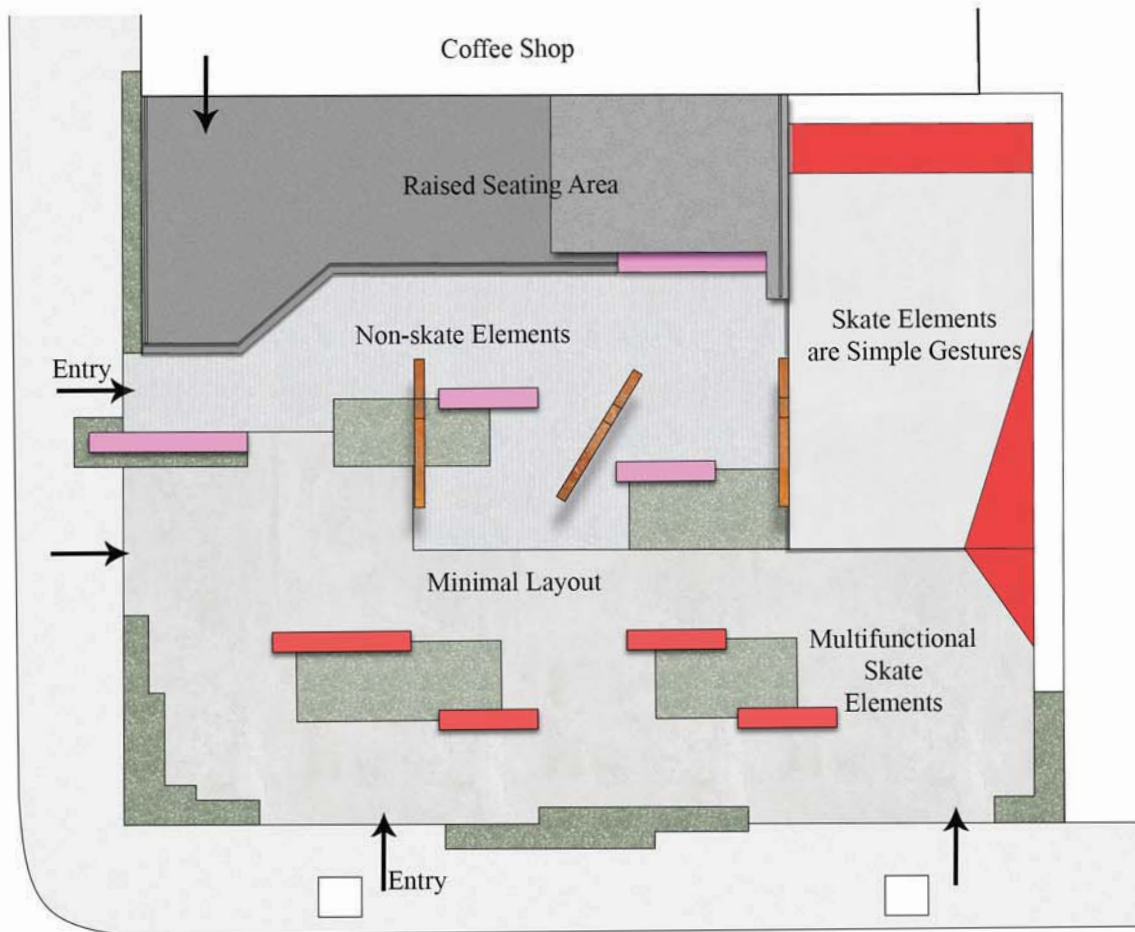 Coffee Shop
Raised Seating Area
Non-skate Elements
Skate Elements
are Simple Gestures
Entry
Minimal Layout
Multifunctional
Skate
Elements
Entry